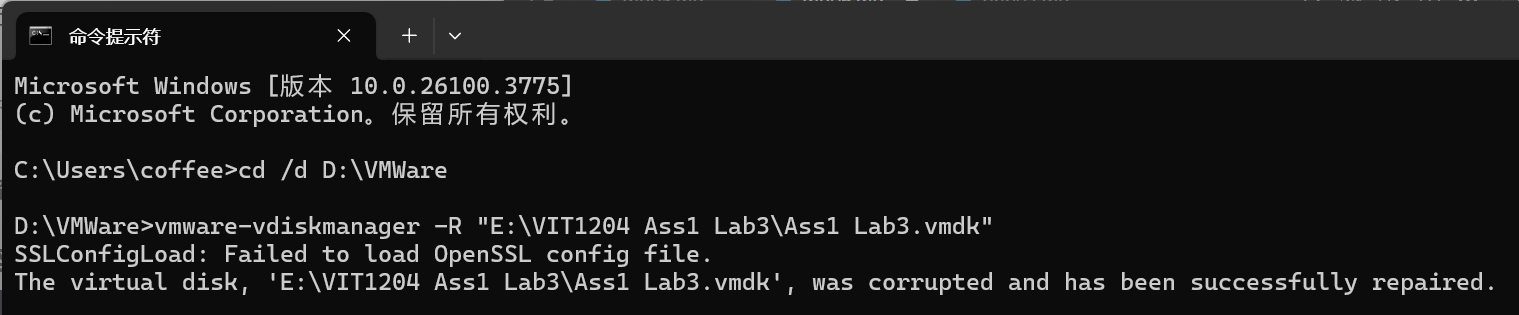 命令提示符
Microsoft Windows [版本 10.0.26100.3775]
(c) Microsoft Corporation。保留所有权利。
C:\Users\coffee>cd /d D:\VMWare
D:\VMWare>vmware-vdiskmanager -R "E:\VIT1204 Ass1 Lab3\Ass1 Lab3.vmdk"
SSLConfigLoad: Failed to load OpenSSL config file.
The virtual disk, 'E:\VIT1204 Ass1 Lab3\Ass1 Lab3.vmdk', was corrupted and has been successfully repaired.